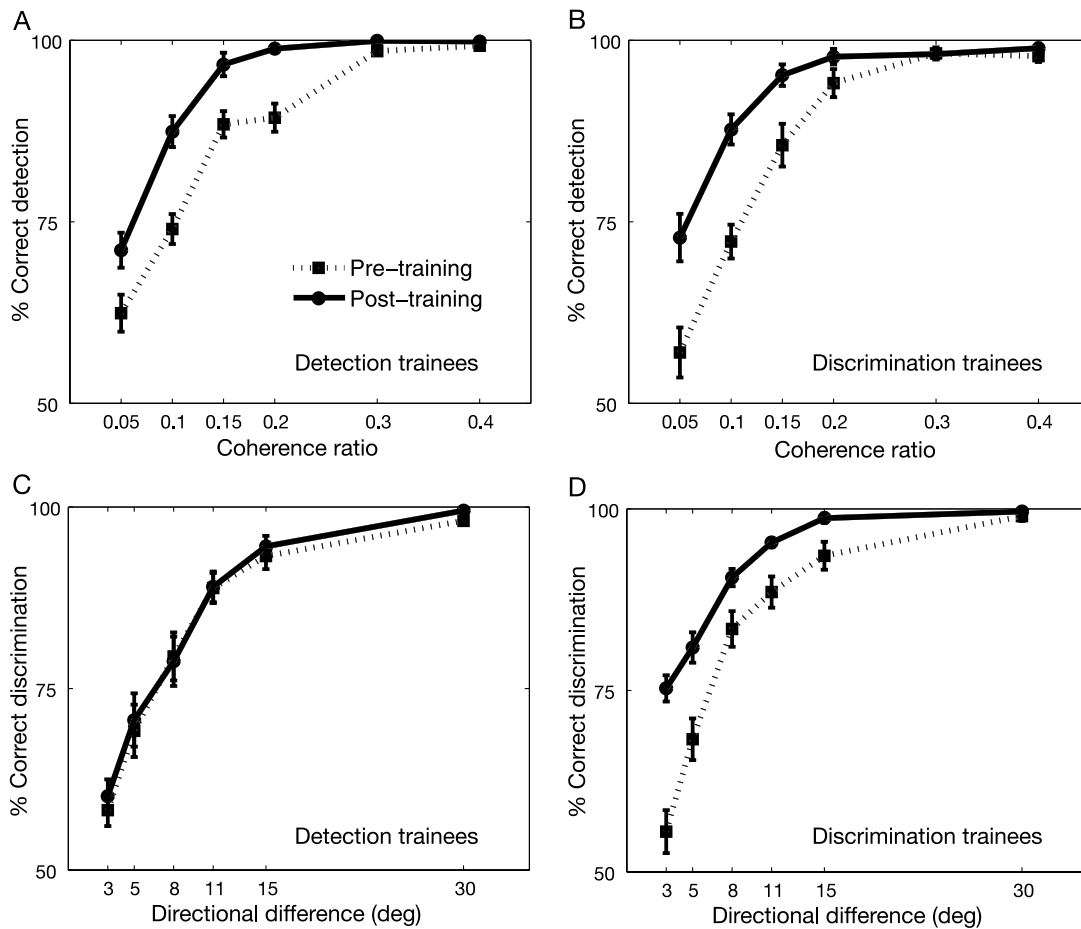 A
100
75
50
% Correct detection
Pre-training
Post-training
Detection trainees
0.05 0.1 0.15 0.2 0.3 0.4
Coherence ratio
B
100
75
50
% Correct detection
Discrimination trainees
0.05 0.1 0.15 0.2 0.3 0.4
Coherence ratio
C
100
75
50
% Correct discrimination
Detection trainees
3 5 8 11 15 30
Directional difference (deg)
D
100
75
50
% Correct discrimination
Discrimination trainees
3 5 8 11 15 30
Directional difference (deg)